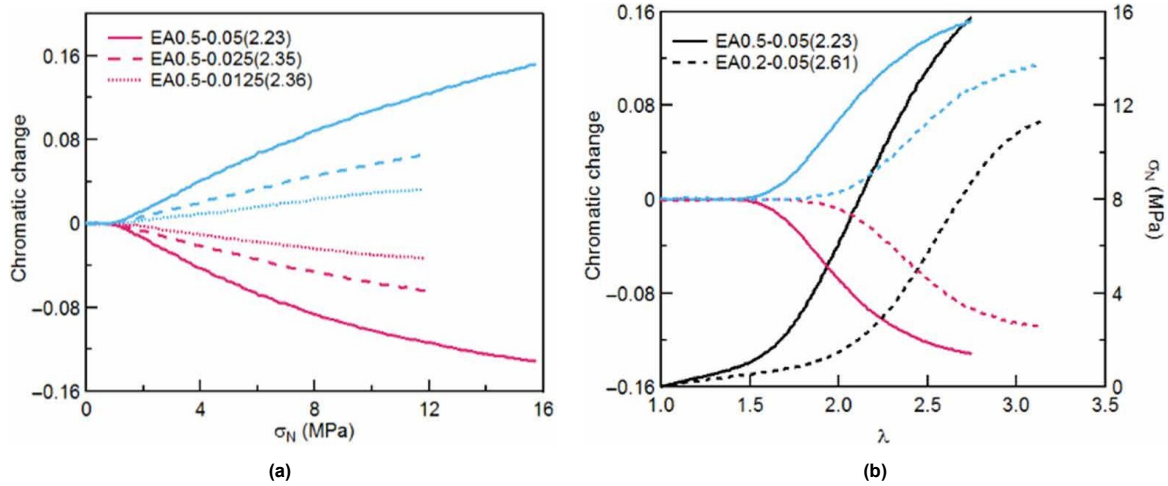 0.16
0.08
0
−0.08
−0.16
Chromatic change
EA0.5-0.05(2.23)
EA0.5-0.025(2.35)
EA0.5-0.0125(2.36)
0 4 8 12 16
σN (MPa)
(a)
0.16
0.08
0
−0.08
−0.16
Chromatic change
EA0.5-0.05(2.23)
EA0.2-0.05(2.61)
16
12
8
4
0
σN (MPa)
1.0 1.5 2.0 2.5 3.0 3.5
λ
(b)